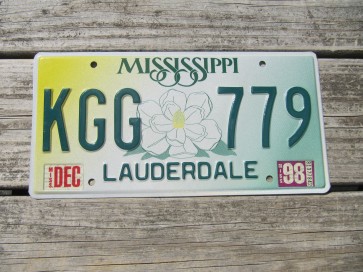 MISSISSIPPI
KGG 779
DEC 98
LAUDERDALE